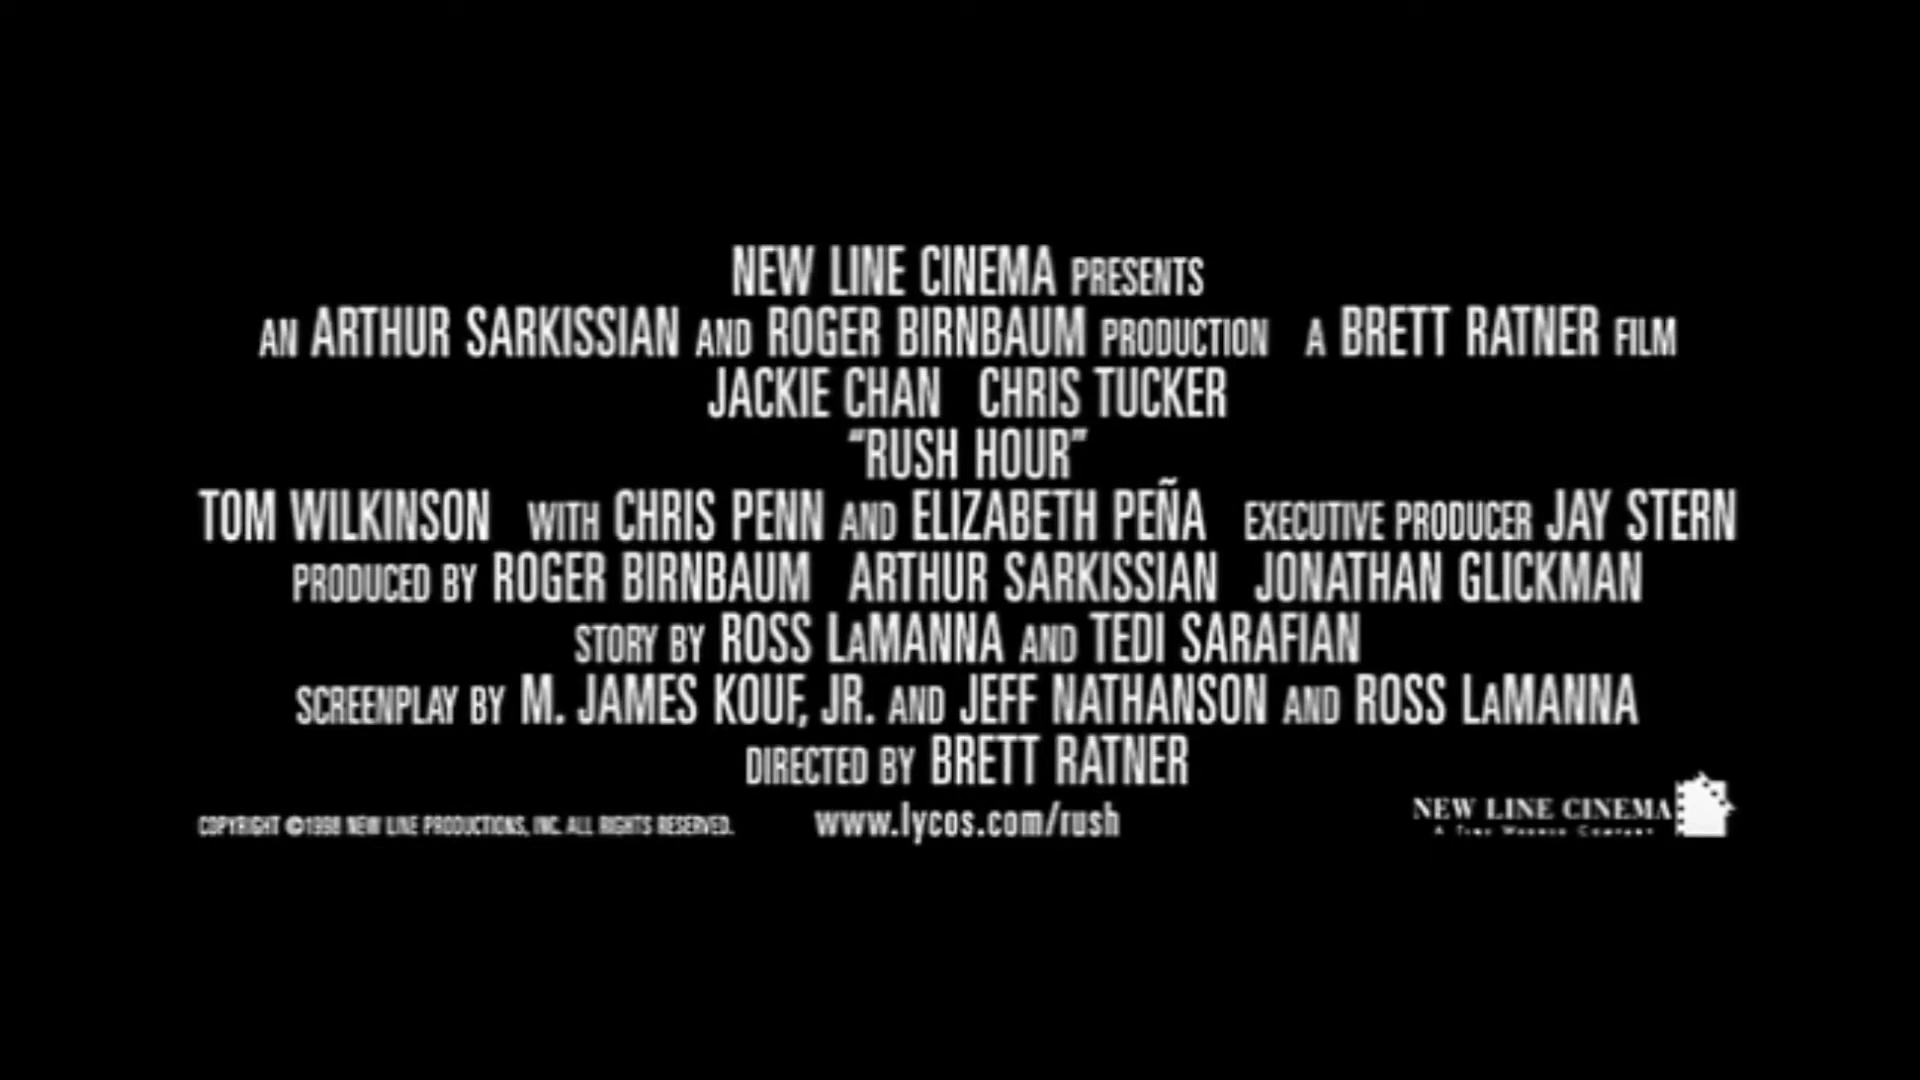 NEW LINE CINEMA PRESENTS
AN ARTHUR SARKISSIAN AND ROGER BIRNBAUM PRODUCTION A BRETT RATNER FILM
JACKIE CHAN CHRIS TUCKER
“RUSH HOUR”
TOM WILKINSON WITH CHRIS PENN AND ELIZABETH PEÑA EXECUTIVE PRODUCER JAY STERN
PRODUCED BY ROGER BIRNBAUM ARTHUR SARKISSIAN JONATHAN GLICKMAN
STORY BY ROSS LAMANNA AND TEDI SARAFIAN
SCREENPLAY BY M. JAMES KOUF, JR. AND JEFF NATHANSON AND ROSS LAMANNA
DIRECTED BY BRETT RATNER
COPYRIGHT ©1998 NEW LINE PRODUCTIONS, INC. ALL RIGHTS RESERVED. www.lycos.com/rush NEW LINE CINEMA
A TIME WARNER COMPANY